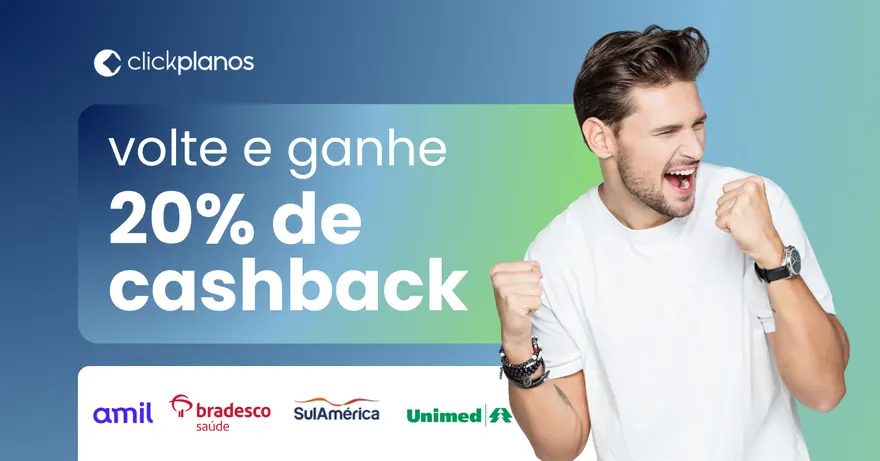 clickplanos
volte e ganhe
20% de
cashback
amil
bradesco
saúde
SulAmérica
Unimed